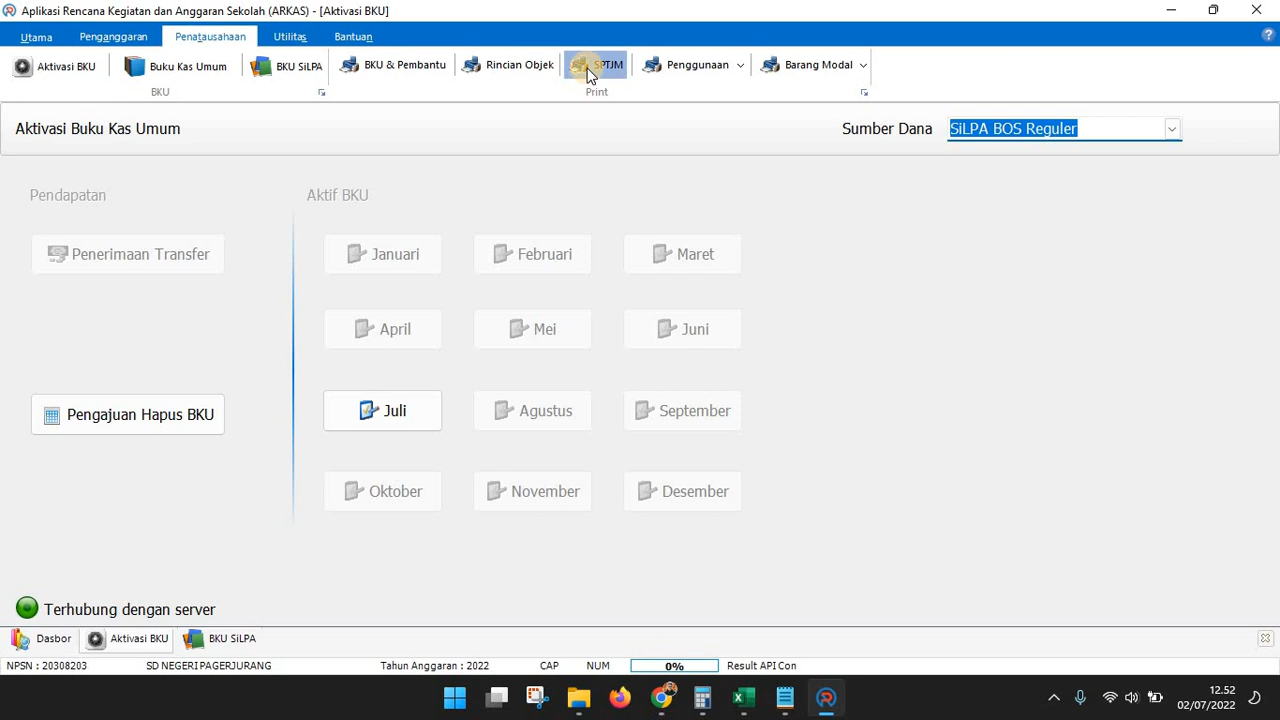 Aplikasi Rencana Kegiatan dan Anggaran Sekolah (ARKAS) - [Aktivasi BKU]
Utama Penganggaran Penatausahaan Utilitas Bantuan
Aktivasi BKU Buku Kas Umum BKU SiLPA BKU & Pembantu Rincian Objek SPTJM Penggunaan Barang Modal
BKU Print
Aktivasi Buku Kas Umum Sumber Dana SiLPA BOS Reguler
Pendapatan Aktif BKU
Penerimaan Transfer Januari Februari Maret
April Mei Juni
Pengajuan Hapus BKU Juli Agustus September
Oktober November Desember
Terhubung dengan server
Dasbor Aktivasi BKU BKU SiLPA
NPSN : 20308203 SD NEGERI PAGERJURANG Tahun Anggaran : 2022 CAP NUM 0% Result API Con
12.52
02/07/2022